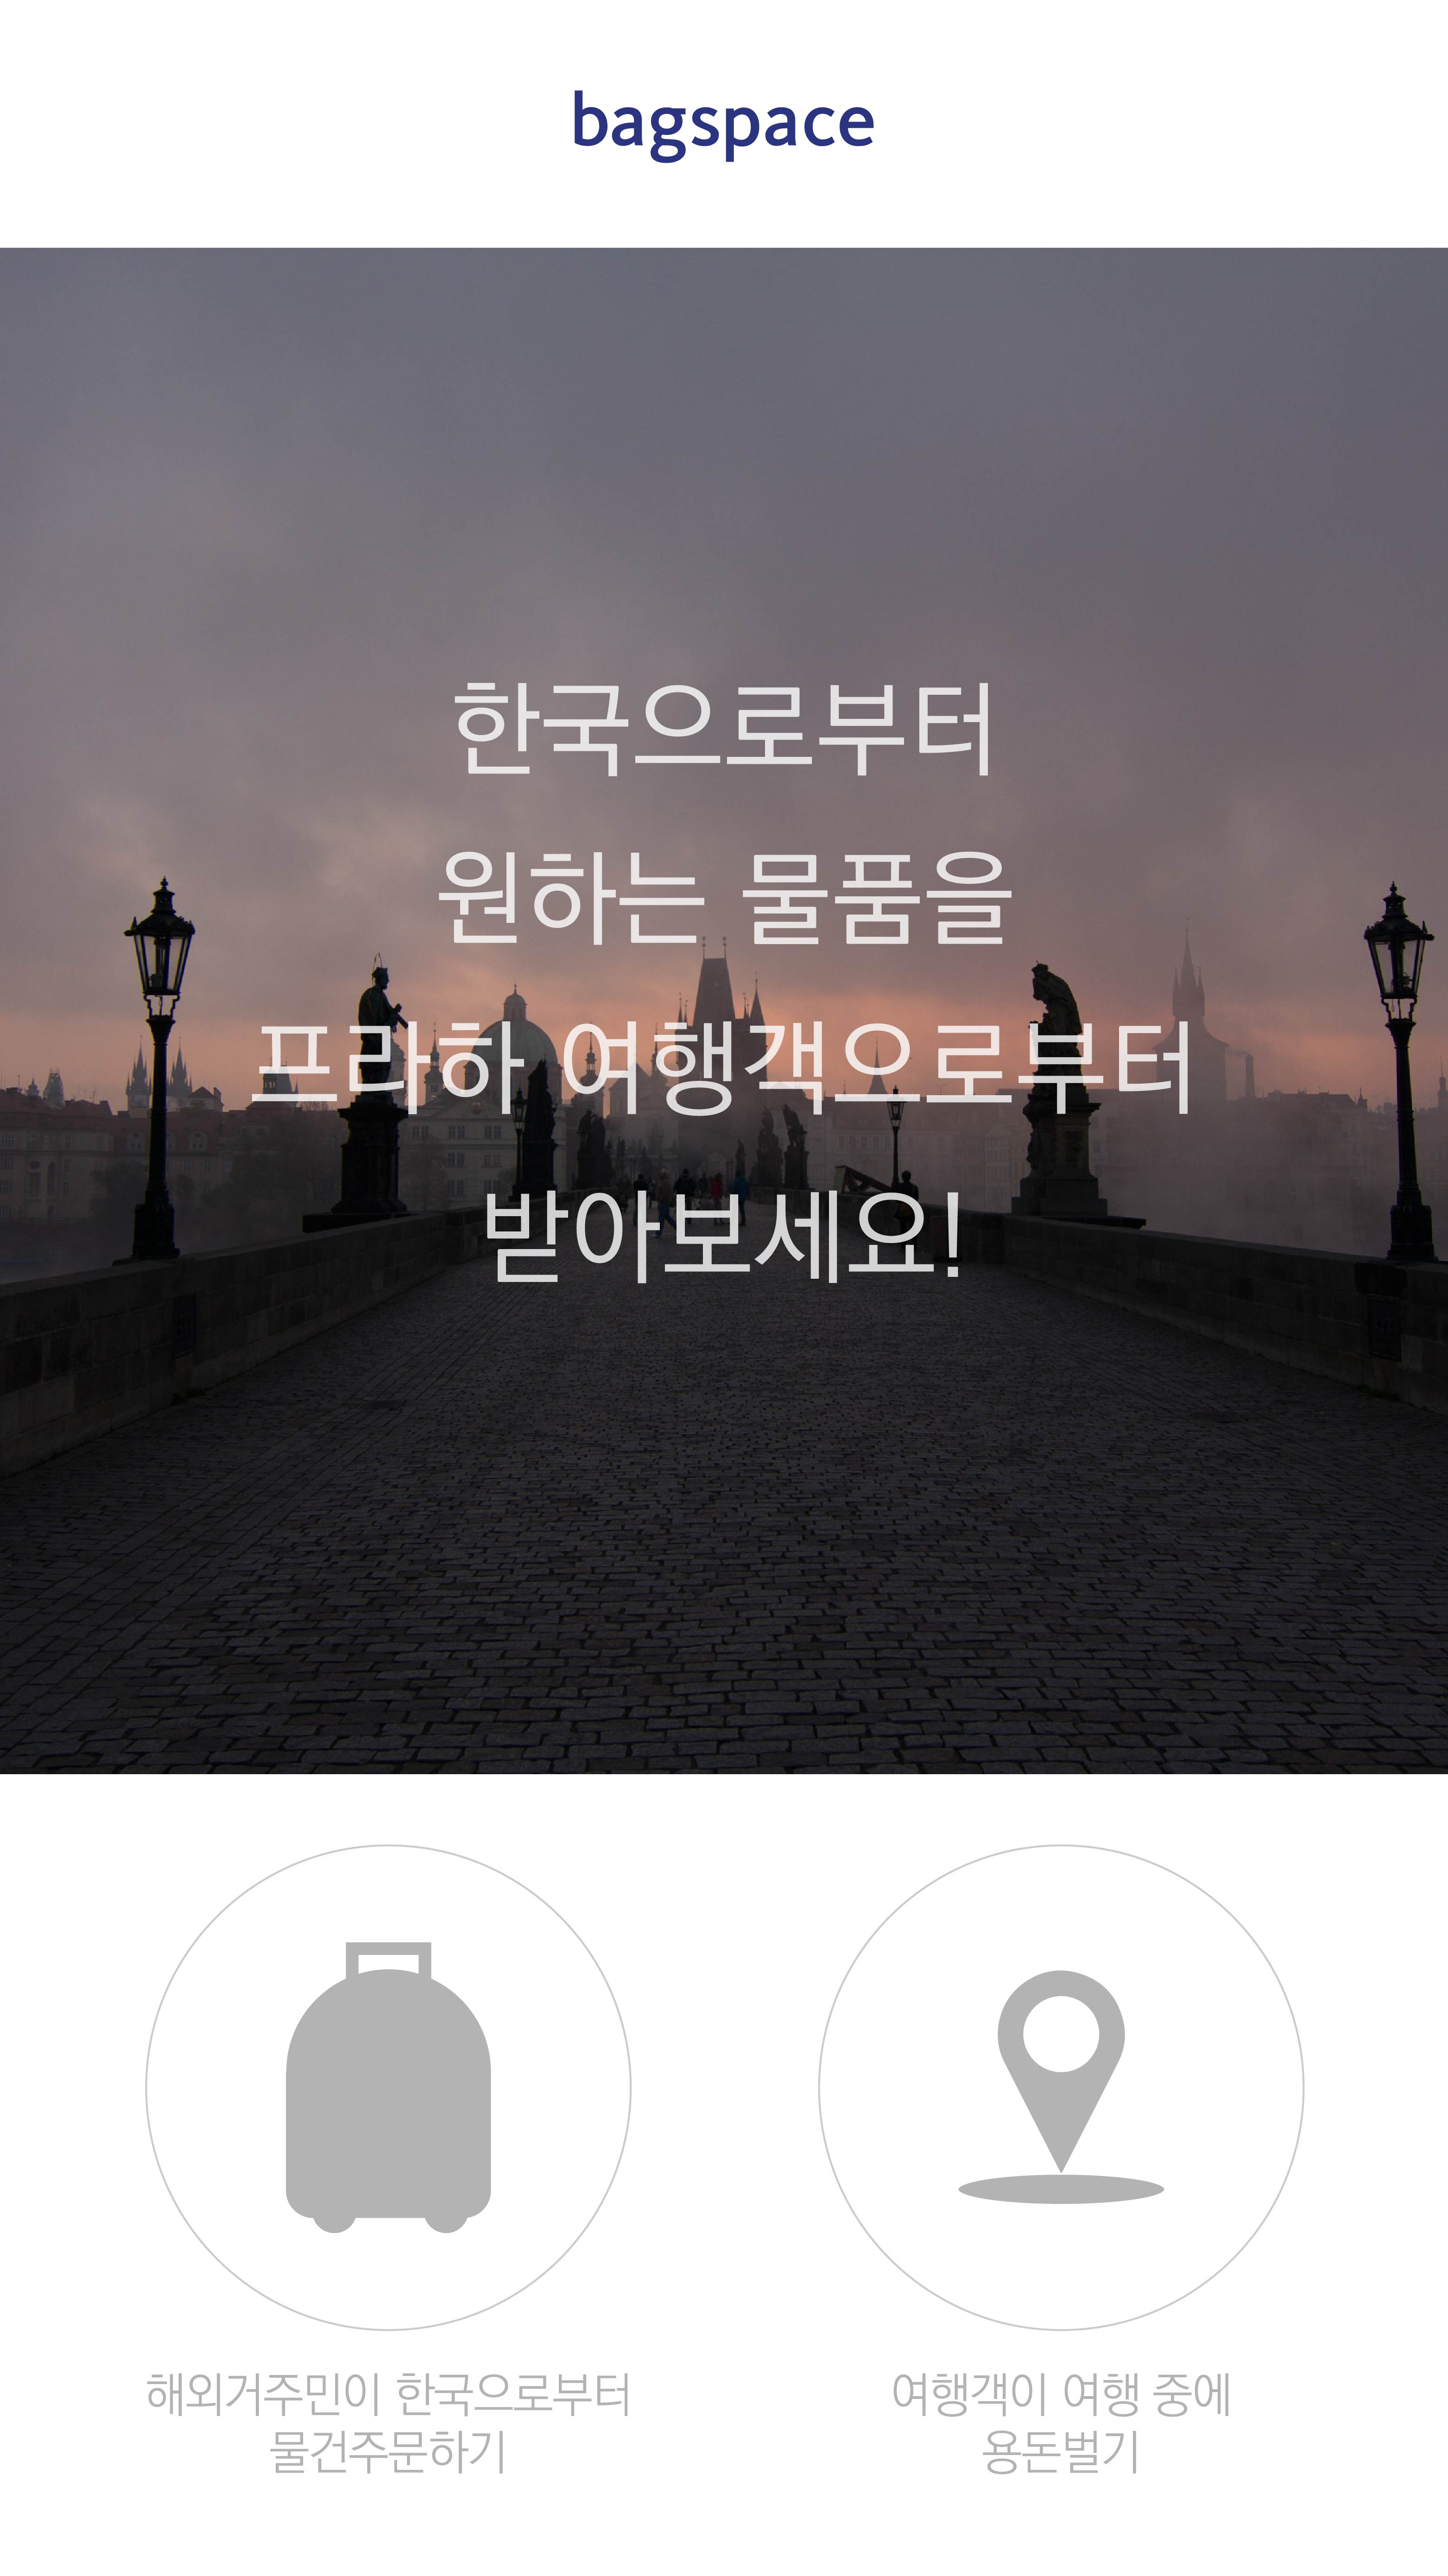 bagspace
한국으로부터
원하는 물품을
프라하 여행객으로부터
받아보세요!
해외거주민이 한국으로부터
물건주문하기
여행객이 여행 중에
용돈벌기